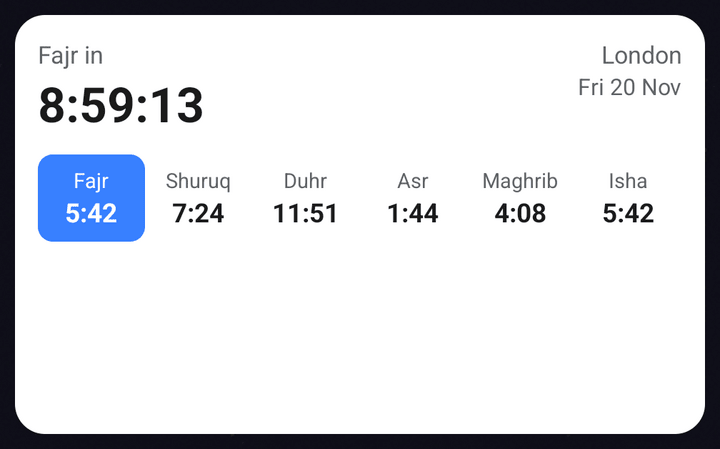 Fajr in
8:59:13
London
Fri 20 Nov
Fajr Shuruq Duhr Asr Maghrib Isha
5:42 7:24 11:51 1:44 4:08 5:42